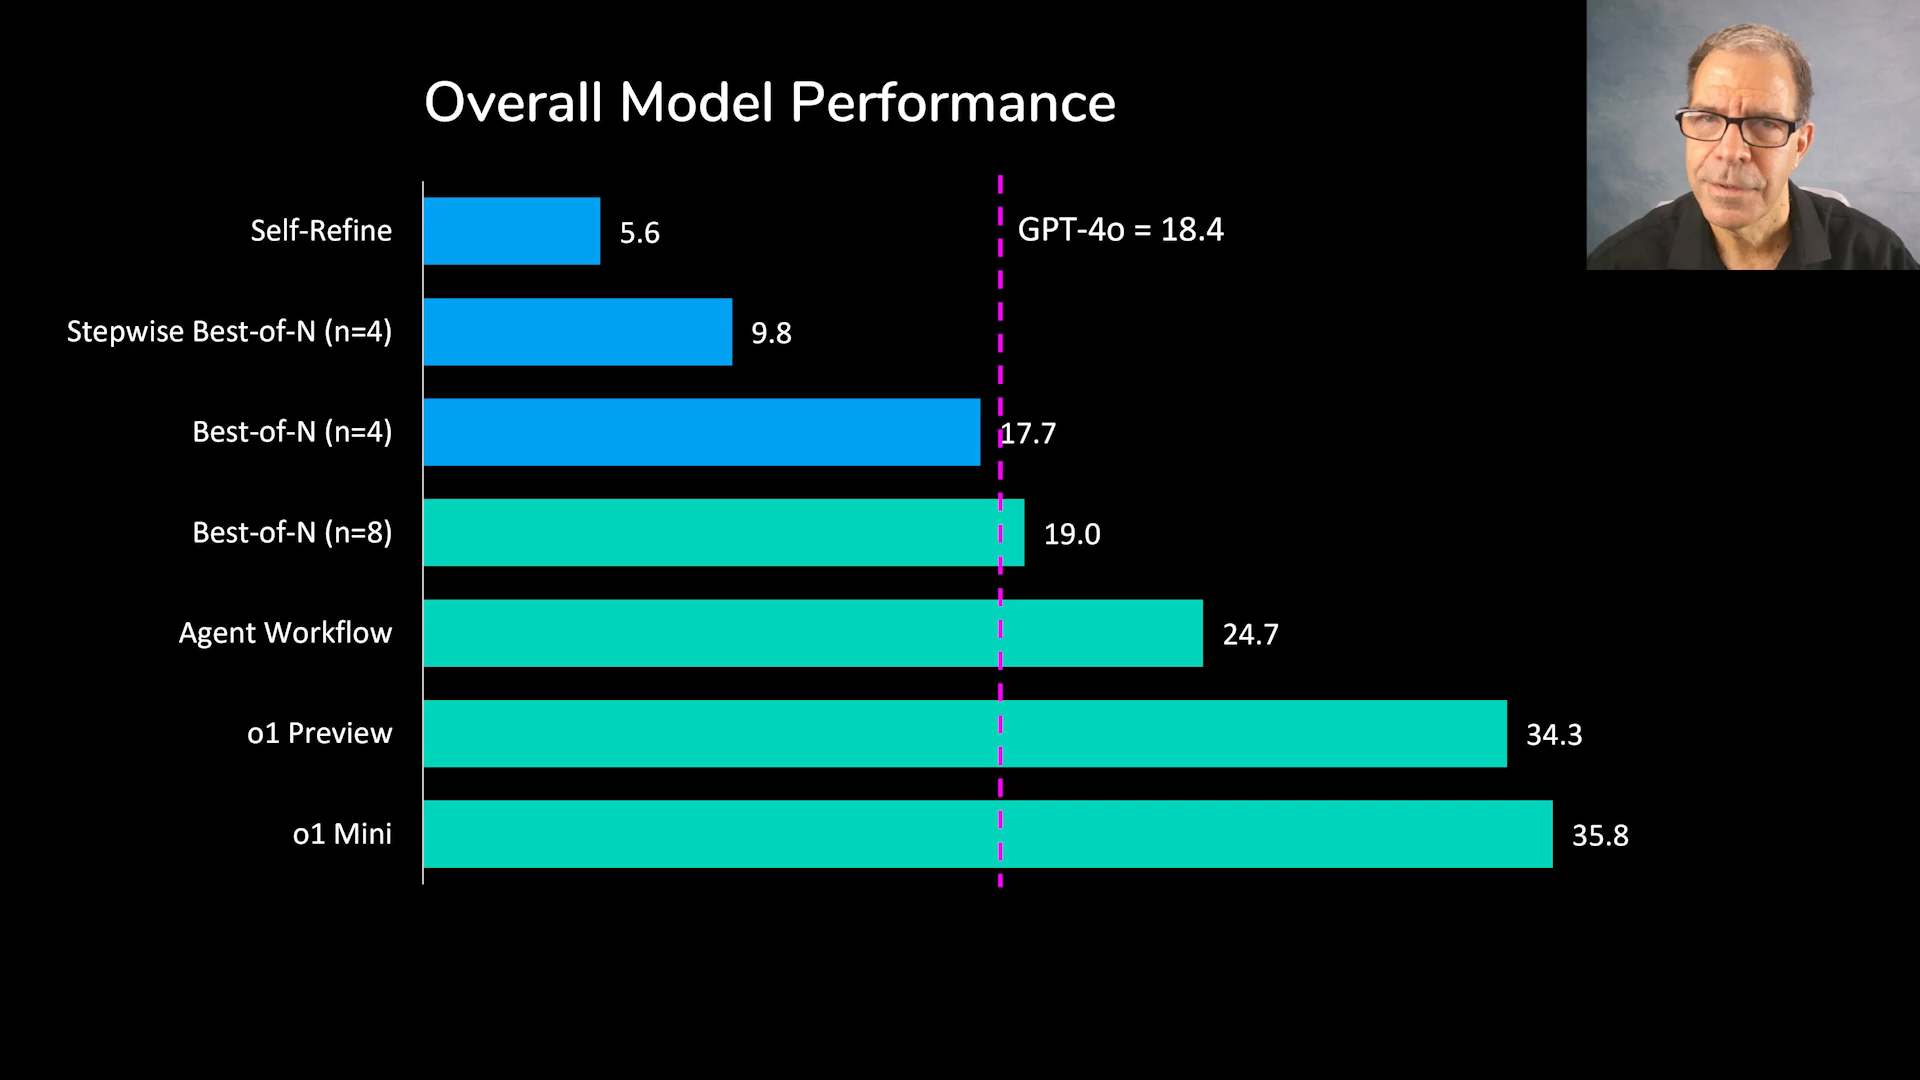 Overall Model Performance
Self-Refine 5.6 GPT-4o = 18.4
Stepwise Best-of-N (n=4) 9.8
Best-of-N (n=4) 17.7
Best-of-N (n=8) 19.0
Agent Workflow 24.7
o1 Preview 34.3
o1 Mini 35.8